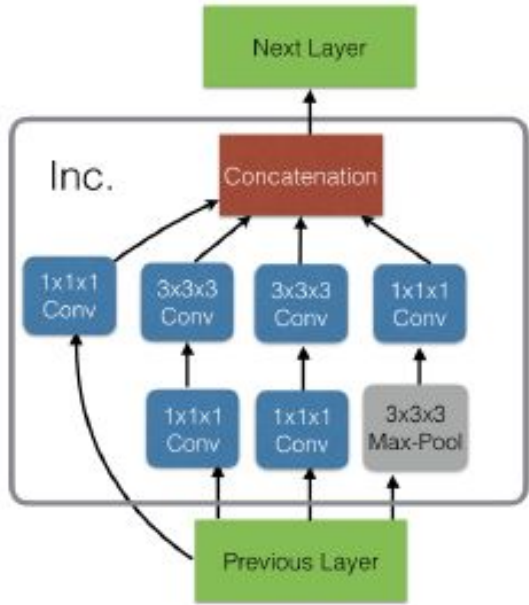 Next Layer
Inc.
Concatenation
1x1x1
Conv
3x3x3
Conv
3x3x3
Conv
1x1x1
Conv
1x1x1
Conv
1x1x1
Conv
3x3x3
Max-Pool
Previous Layer